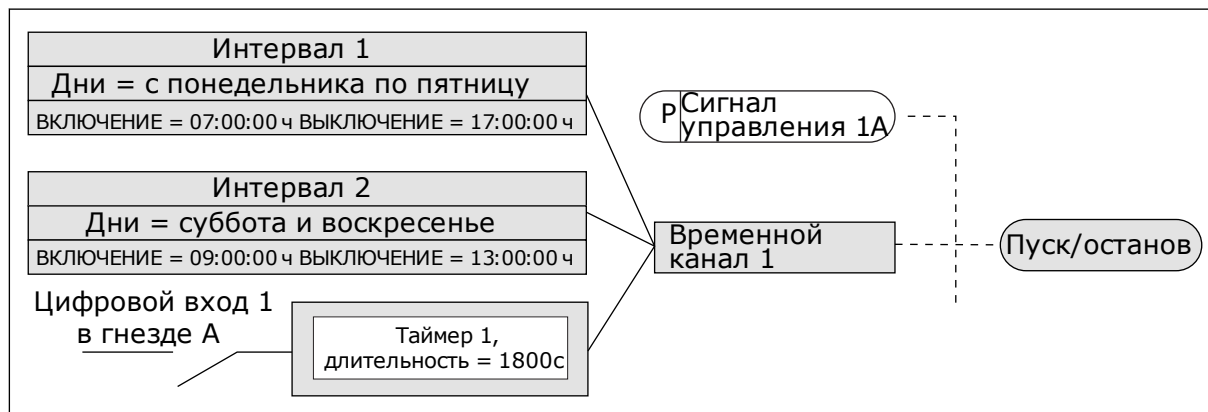 Интервал 1
Дни = с понедельника по пятницу
ВКЛЮЧЕНИЕ = 07:00:00 ч ВЫКЛЮЧЕНИЕ = 17:00:00 ч
P Сигнал
управления 1А
Интервал 2
Дни = суббота и воскресенье
ВКЛЮЧЕНИЕ = 09:00:00 ч ВЫКЛЮЧЕНИЕ = 13:00:00 ч
Временной
канал 1
Пуск/останов
Цифровой вход 1
в гнезде А
Таймер 1,
длительность = 1800с